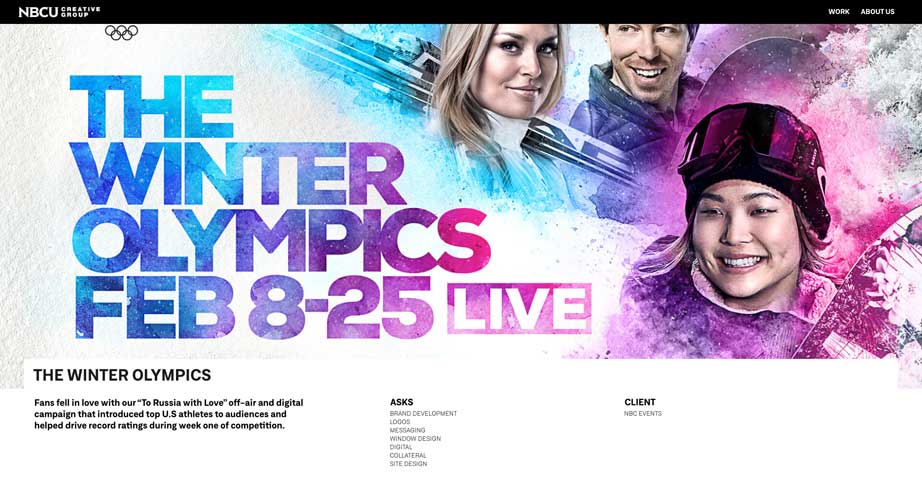 NBCU CREATIVE GROUP
WORK ABOUT US
THE
WINTER
OLYMPICS
FEB 8-25 LIVE
THE WINTER OLYMPICS
Fans fell in love with our “To Russia with Love” off-air and digital
campaign that introduced top U.S athletes to audiences and
helped drive record ratings during week one of competition.
ASKS
BRAND DEVELOPMENT
LOGOS
MESSAGING
WINDOW DESIGN
DIGITAL
COLLATERAL
SITE DESIGN
CLIENT
NBC EVENTS